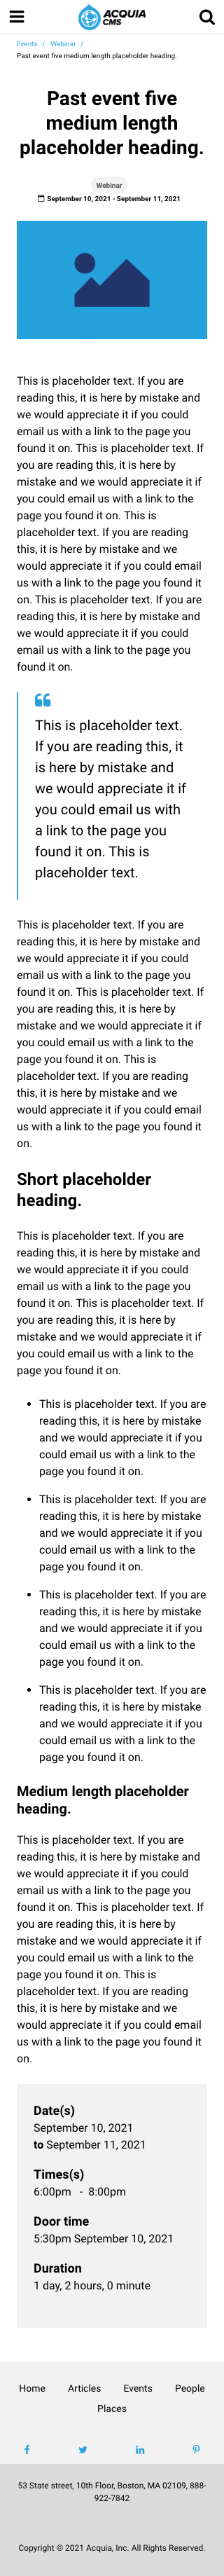 ACQUIA
CMS
Events / Webinar /
Past event five medium length placeholder heading.
Past event five
medium length
placeholder heading.
Webinar
September 10, 2021 - September 11, 2021
This is placeholder text. If you are
reading this, it is here by mistake and
we would appreciate it if you could
email us with a link to the page you
found it on. This is placeholder text. If
you are reading this, it is here by
mistake and we would appreciate it if
you could email us with a link to the
page you found it on. This is
placeholder text. If you are reading
this, it is here by mistake and we
would appreciate it if you could email
us with a link to the page you found it
on. This is placeholder text. If you are
reading this, it is here by mistake and
we would appreciate it if you could
email us with a link to the page you
found it on.
This is placeholder text.
If you are reading this, it
is here by mistake and
we would appreciate it if
you could email us with
a link to the page you
found it on. This is
placeholder text.
This is placeholder text. If you are
reading this, it is here by mistake and
we would appreciate it if you could
email us with a link to the page you
found it on. This is placeholder text. If
you are reading this, it is here by
mistake and we would appreciate it if
you could email us with a link to the
page you found it on. This is
placeholder text. If you are reading
this, it is here by mistake and we
would appreciate it if you could email
us with a link to the page you found it
on.
Short placeholder
heading.
This is placeholder text. If you are
reading this, it is here by mistake and
we would appreciate it if you could
email us with a link to the page you
found it on. This is placeholder text. If
you are reading this, it is here by
mistake and we would appreciate it if
you could email us with a link to the
page you found it on.
• This is placeholder text. If you are
reading this, it is here by mistake
and we would appreciate it if you
could email us with a link to the
page you found it on.
• This is placeholder text. If you are
reading this, it is here by mistake
and we would appreciate it if you
could email us with a link to the
page you found it on.
• This is placeholder text. If you are
reading this, it is here by mistake
and we would appreciate it if you
could email us with a link to the
page you found it on.
• This is placeholder text. If you are
reading this, it is here by mistake
and we would appreciate it if you
could email us with a link to the
page you found it on.
Medium length placeholder
heading.
This is placeholder text. If you are
reading this, it is here by mistake and
we would appreciate it if you could
email us with a link to the page you
found it on. This is placeholder text. If
you are reading this, it is here by
mistake and we would appreciate it if
you could email us with a link to the
page you found it on. This is
placeholder text. If you are reading
this, it is here by mistake and we
would appreciate it if you could email
us with a link to the page you found it
on.
Date(s)
September 10, 2021
to September 11, 2021
Times(s)
6:00pm - 8:00pm
Door time
5:30pm September 10, 2021
Duration
1 day, 2 hours, 0 minute
Home Articles Events People
Places
53 State street, 10th Floor, Boston, MA 02109, 888-
922-7842
Copyright © 2021 Acquia, Inc. All Rights Reserved.